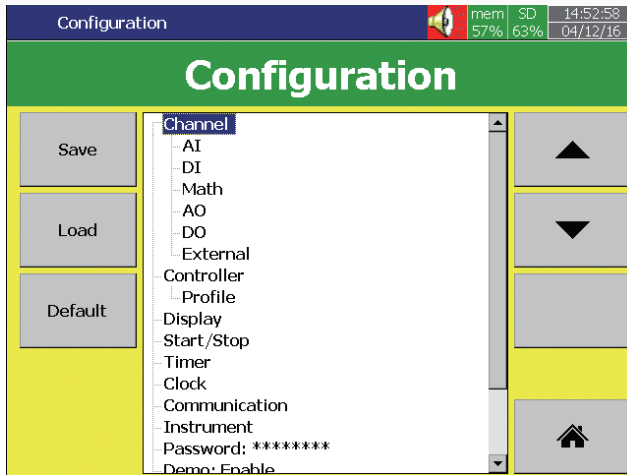 Configuration
mem 57%
SD 63%
14:52:58
04/12/16
Configuration
Save
Load
Default
Channel
AI
DI
Math
AO
DO
External
Controller
Profile
Display
Start/Stop
Timer
Clock
Communication
Instrument
Password: ********
Demo: Enable